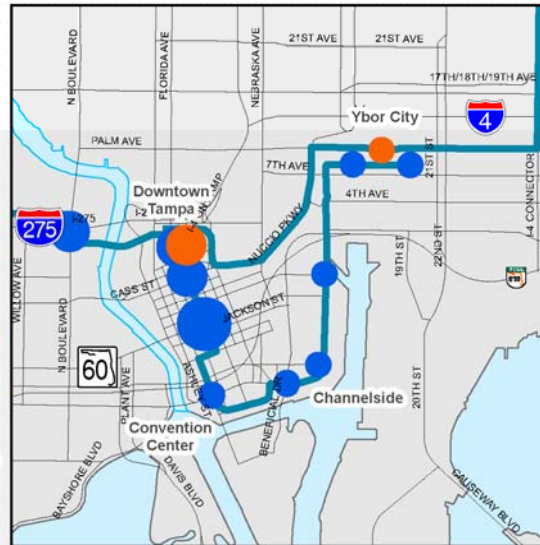 N BOULEVARD
FLORIDA AVE
NEBRASKA AVE
21ST AVE
21ST AVE
17TH/18TH/19TH AVE
4
Ybor City
PALM AVE
7TH AVE
21ST ST
4TH AVE
I-4 CONNECTOR
Downtown
Tampa
I-275
275
NUCCIO PKWY
22ND ST
19TH ST
WILLOW AVE
CASS ST
JACKSON ST
N BOULEVARD
60
PLANT AVE
ASHLEY ST
BENEFICIAL DR
Channelside
20TH ST
Convention
Center
BAYSHORE BLVD
DAVIS BLVD
CAUSEWAY BLVD